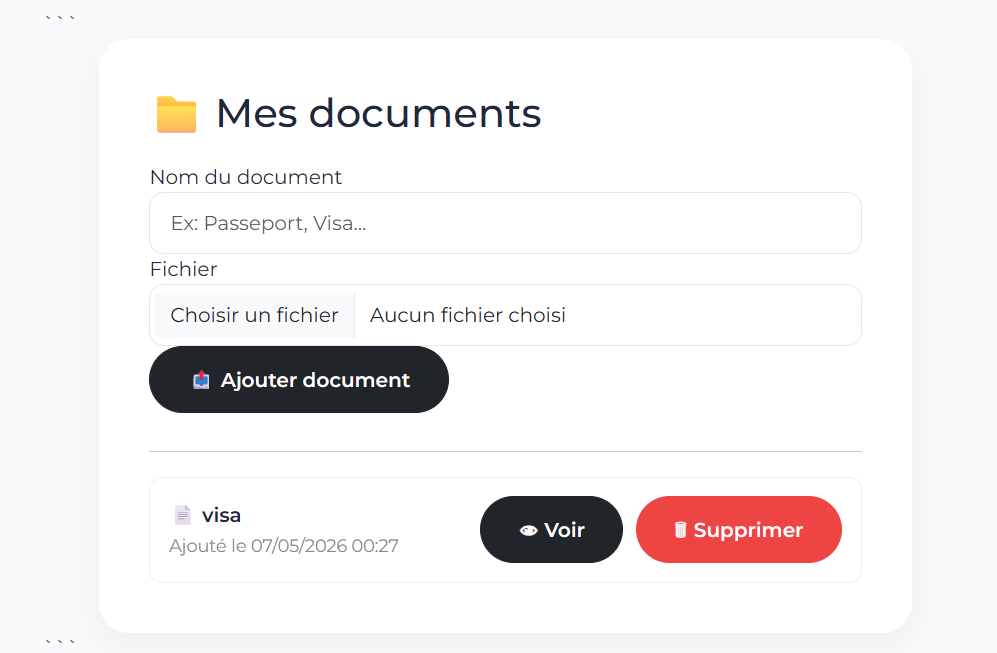 ```
Mes documents
Nom du document
Ex: Passeport, Visa...
Fichier
Choisir un fichier Aucun fichier choisi
Ajouter document
visa
Ajouté le 07/05/2026 00:27
Voir
Supprimer
```